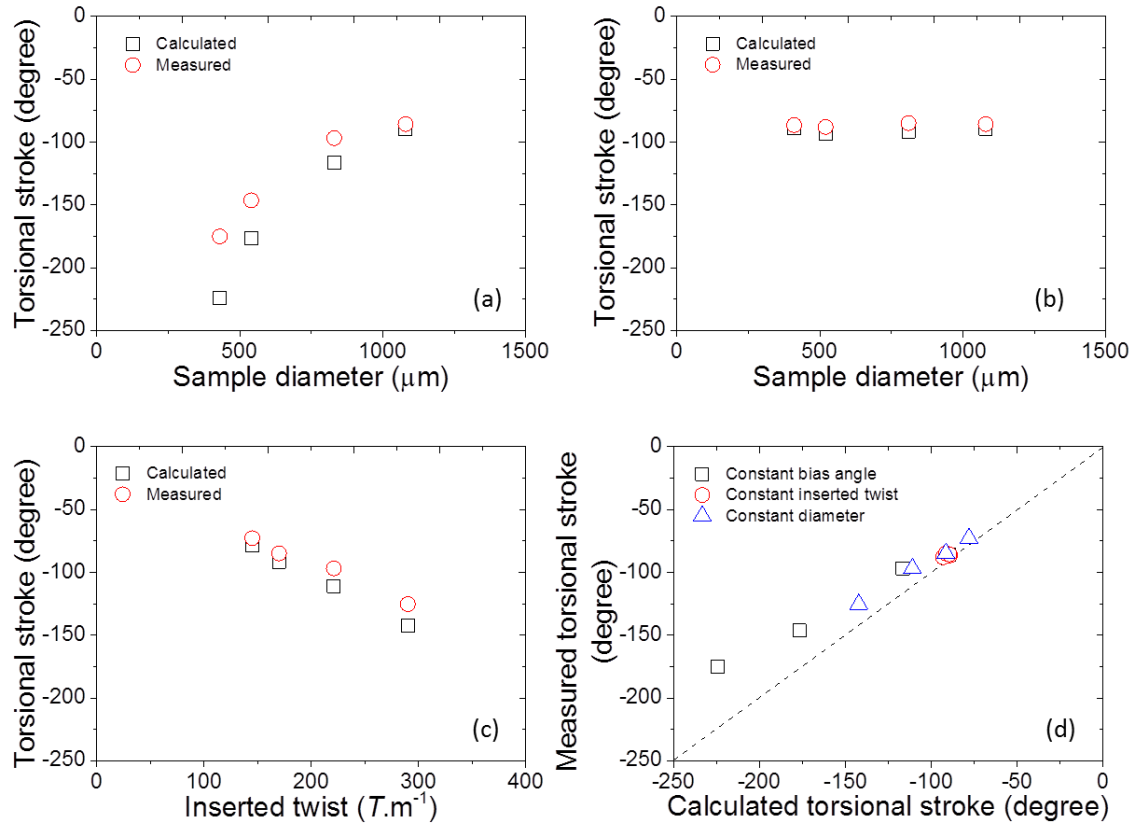 0
-50
-100
-150
-200
-250
Torsional stroke (degree)
Calculated
Measured
(a)
0
500
1000
1500
Sample diameter (μm)
0
-50
-100
-150
-200
-250
Torsional stroke (degree)
Calculated
Measured
(b)
0
500
1000
1500
Sample diameter (μm)
0
-50
-100
-150
-200
-250
Torsional stroke (degree)
Calculated
Measured
(c)
0
100
200
300
400
Inserted twist (T.m⁻¹)
0
-50
-100
-150
-200
-250
Measured torsional stroke
(degree)
Constant bias angle
Constant inserted twist
Constant diameter
(d)
-250
-200
-150
-100
-50
0
Calculated torsional stroke (degree)